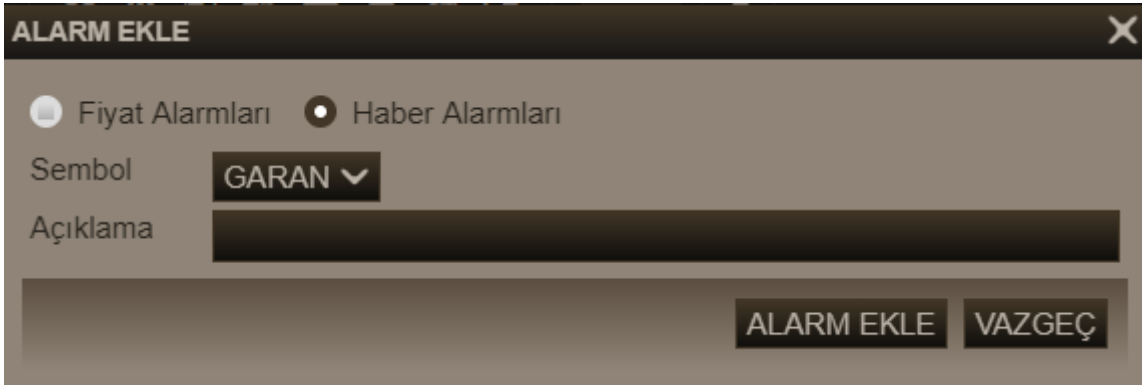 ALARM EKLE
Fiyat Alarmları Haber Alarmları
Sembol GARAN
Açıklama
ALARM EKLE VAZGEÇ